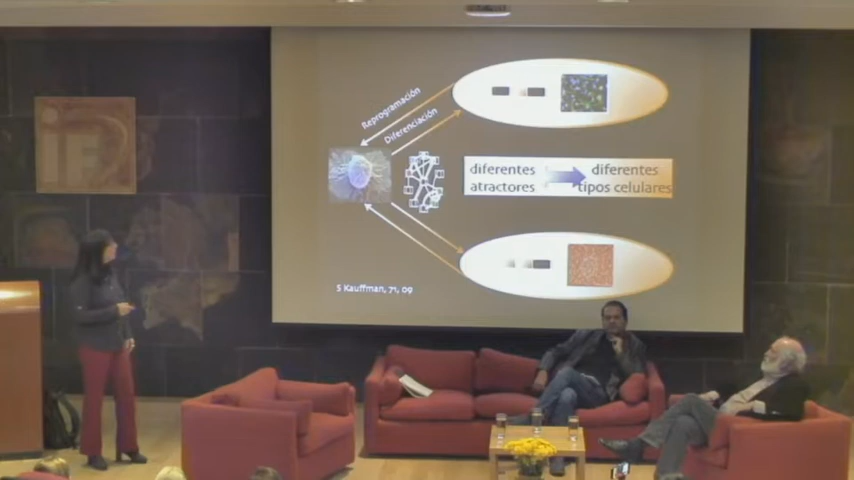 Reprogramación
Diferenciación
diferentes
atractores
diferentes
tipos celulares
S Kauffman, 71, 09